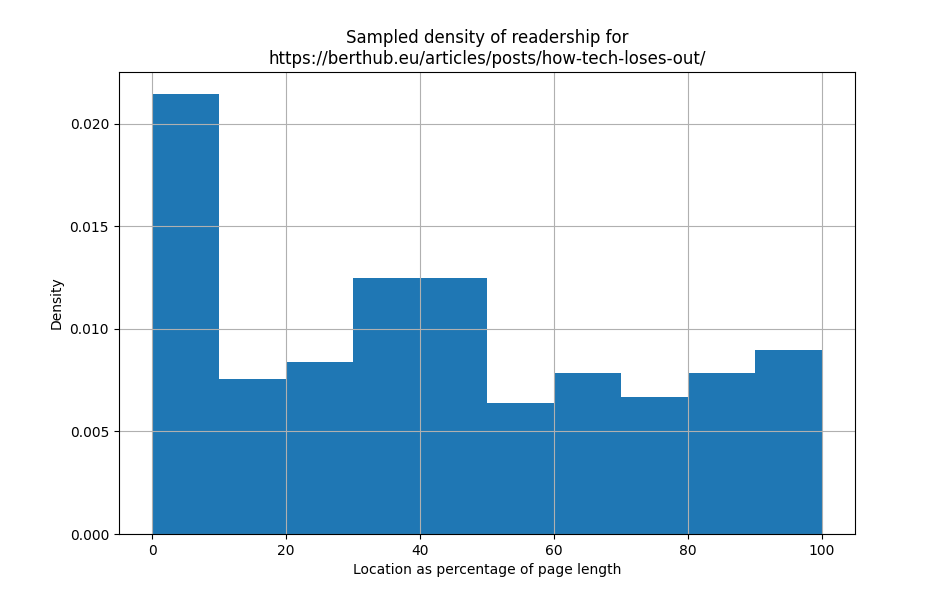 Sampled density of readership for
https://berthub.eu/articles/posts/how-tech-loses-out/
0.020
0.015
0.010
0.005
0.000
Density
0 20 40 60 80 100
Location as percentage of page length